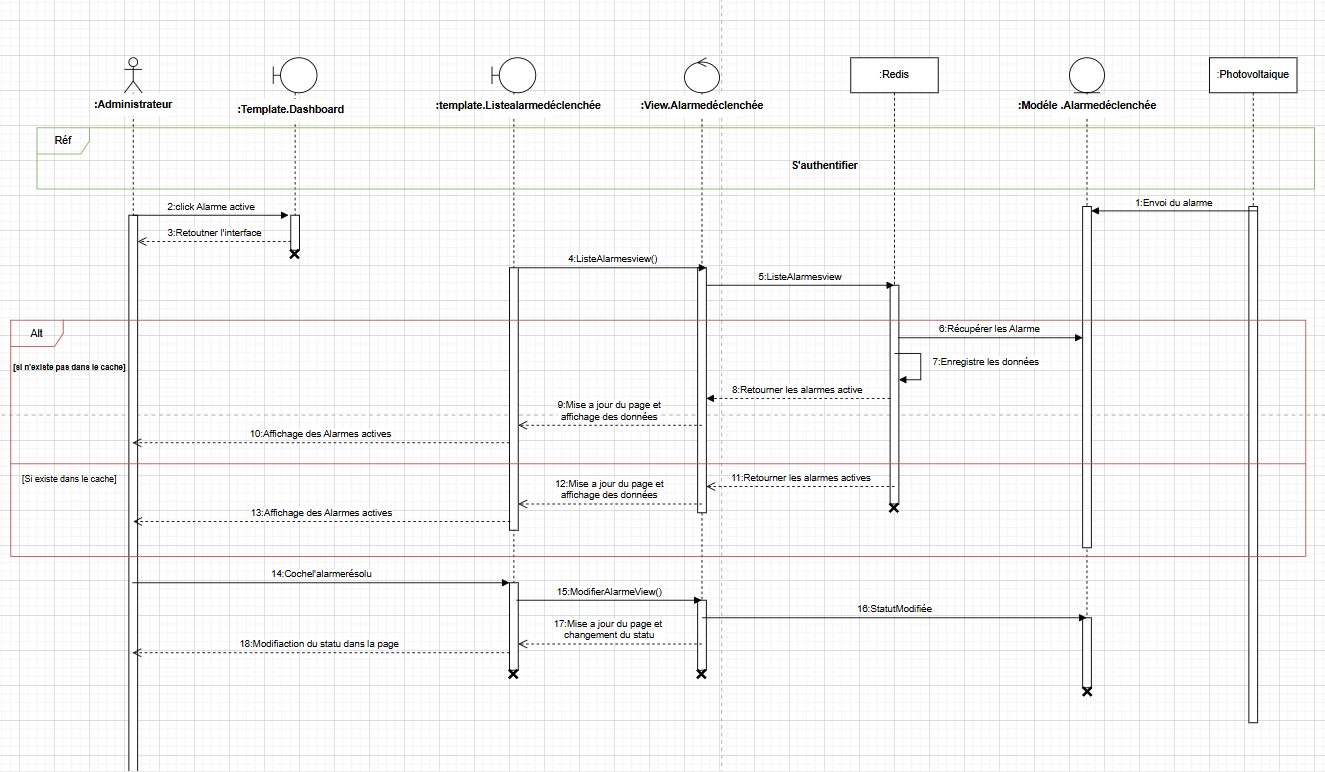 :Administrateur
:Template.Dashboard
:template.Listealarmedéclenchée
:View.Alarmedéclenchée
:Redis
:Modéle .Alarmedéclenchée
:Photovoltaique
Réf
S'authentifier
1:Envoi du alarme
2:click Alarme active
3:Retoutner l'interface
4:ListeAlarmesview()
5:ListeAlarmesview
Alt
[si n'existe pas dans le cache]
6:Récupérer les Alarme
7:Enregistre les données
8:Retourner les alarmes active
9:Mise a jour du page et
affichage des données
10:Affichage des Alarmes actives
[Si existe dans le cache]
11:Retourner les alarmes actives
12:Mise a jour du page et
affichage des données
13:Affichage des Alarmes actives
14:Cochel'alarmerésolu
15:ModifierAlarmeView()
16:StatutModifiée
17:Mise a jour du page et
changement du statu
18:Modifiaction du statu dans la page